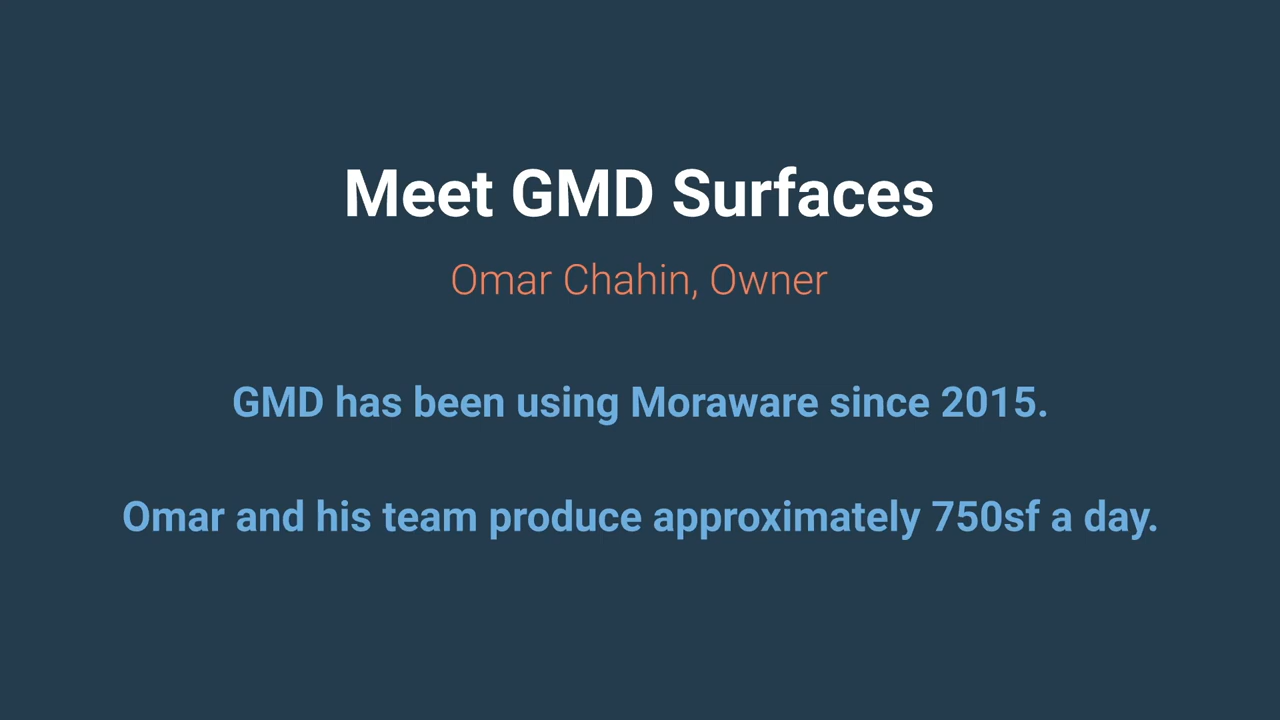 Meet GMD Surfaces
Omar Chahin, Owner
GMD has been using Moraware since 2015.
Omar and his team produce approximately 750sf a day.